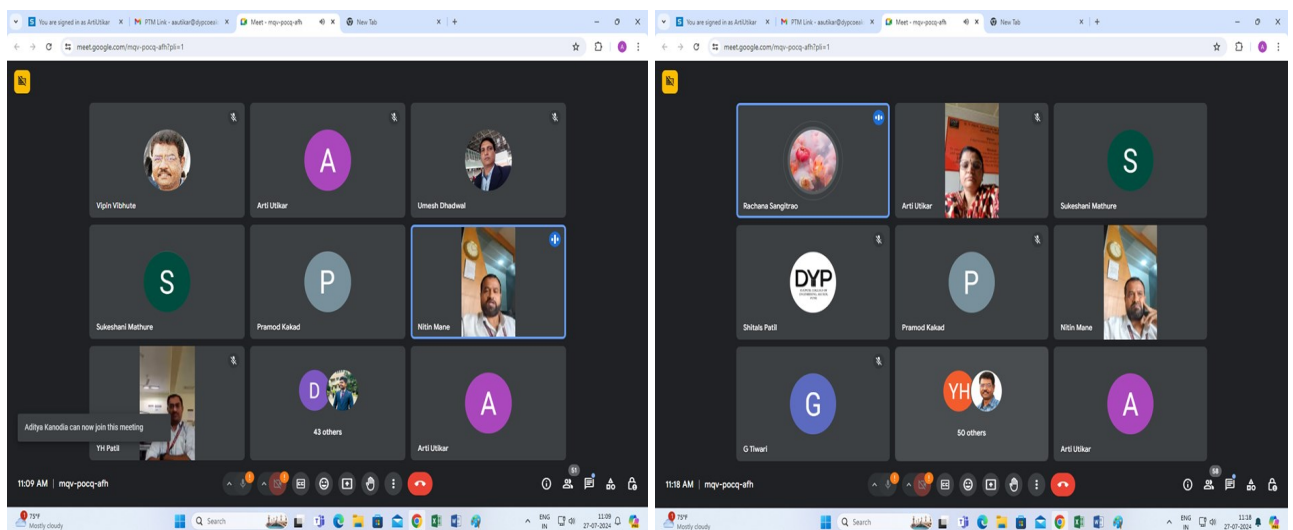 You are signed in as ArtiUtikar
PTM Link - aautikar@dypcoei
Meet - mqv-pocq-afh
New Tab
meet.google.com/mqv-pocq-afh?pli=1
Vipin Vibhute
A
Arti Utikar
Umesh Dhadwal
S
Sukeshani Mathure
P
Pramod Kakad
Nitin Mane
YH Patil
Aditya Kanodia can now join this meeting
D
43 others
A
Arti Utikar
11:09 AM | mqv-pocq-afh
51
75°F
Mostly cloudy
Search
ENG
IN
11:09
27-07-2024
You are signed in as ArtiUtikar
PTM Link - aautikar@dypcoei
Meet - mqv-pocq-afh
New Tab
meet.google.com/mqv-pocq-afh?pli=1
Rachana Sangitrao
Arti Utikar
S
Sukeshani Mathure
DYP
Shitals Patil
P
Pramod Kakad
Nitin Mane
G
G Tiwari
YH
50 others
A
Arti Utikar
11:18 AM | mqv-pocq-afh
58
75°F
Mostly cloudy
Search
ENG
IN
11:18
27-07-2024